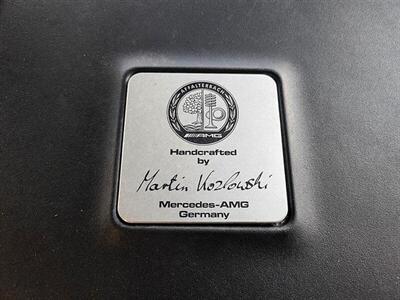 AFFALTERBACH
AMG
Handcrafted
by
Martin Kozlowski
Mercedes-AMG
Germany